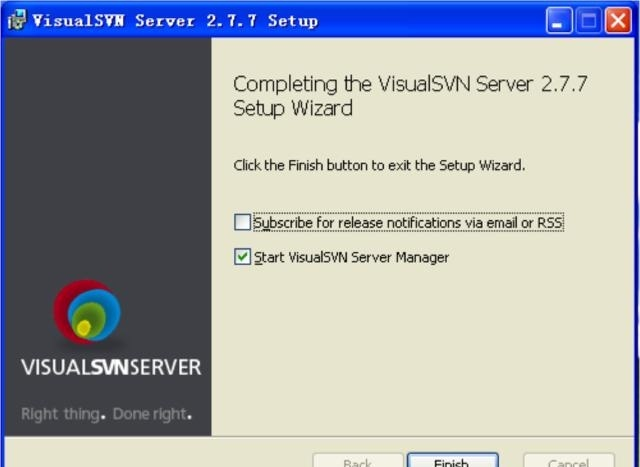 VisualSVN Server 2.7.7 Setup
Completing the VisualSVN Server 2.7.7
Setup Wizard
Click the Finish button to exit the Setup Wizard.
Subscribe for release notifications via email or RSS
Start VisualSVN Server Manager
VISUALSVNSERVER
Right thing. Done right.
Back Finish Cancel